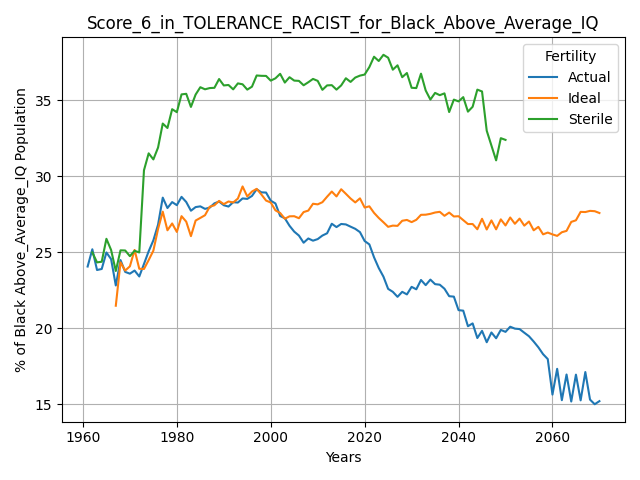 Score_6_in_TOLERANCE_RACIST_for_Black_Above_Average_IQ
% of Black Above_Average_IQ Population
35
30
25
20
15
Fertility
Actual
Ideal
Sterile
1960 1980 2000 2020 2040 2060
Years